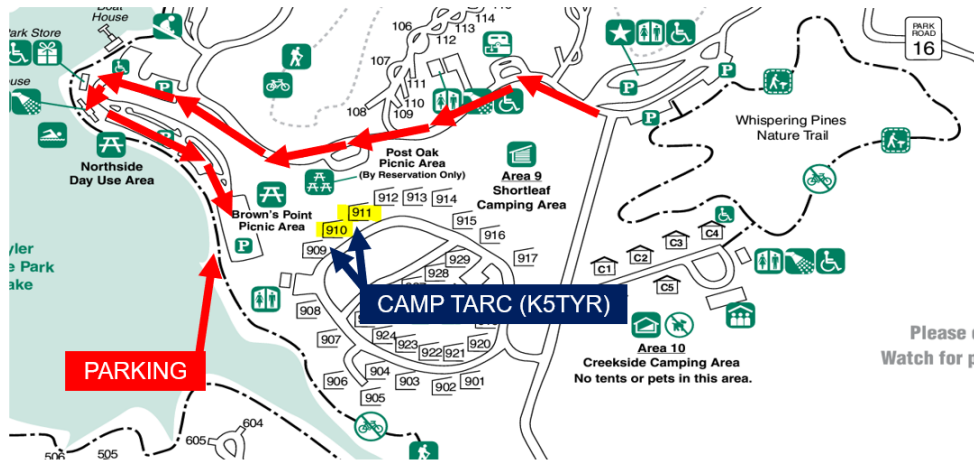 Boat
House
Park Store
P
P
P
P
P
P
Northside
Day Use Area
Brown's Point
Picnic Area
Post Oak
Picnic Area
(By Reservation Only)
106
107
108
109
110
111
112
113
114
Area 9
Shortleaf
Camping Area
PARK
ROAD
16
Whispering Pines
Nature Trail
910
911
912
913
914
915
916
917
909
908
907
906
905
904
903
902
901
929
928
924
923
922
921
920
CAMP TARC (K5TYR)
PARKING
C1
C2
C3
C4
C5
Area 10
Creekside Camping Area
No tents or pets in this area.
yler
e Park
ake
Please
Watch for p
604
605
505
506